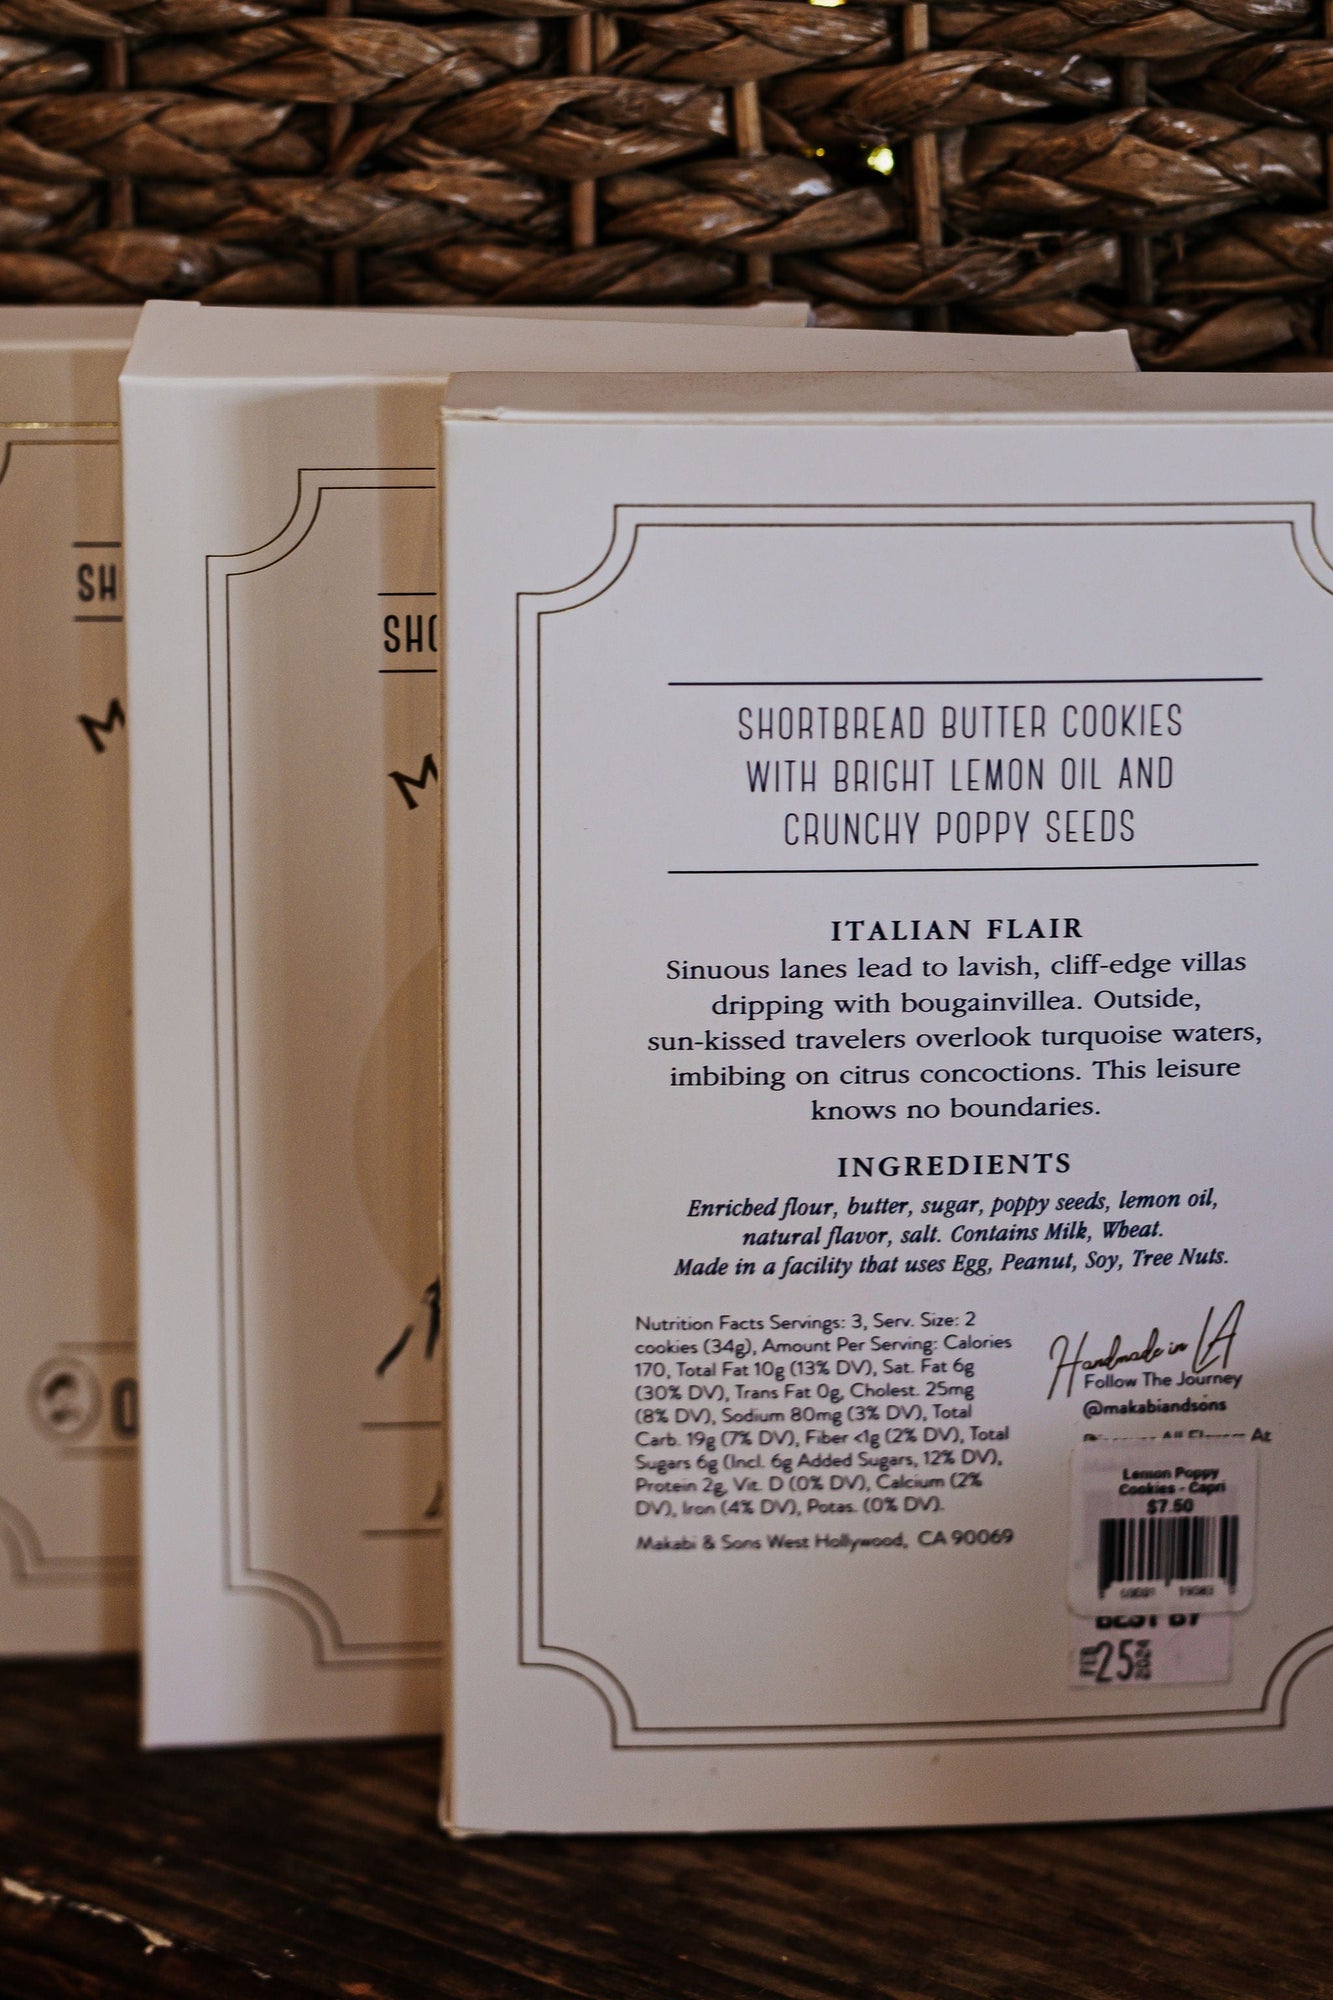 SH
M
SHO
M
SHORTBREAD BUTTER COOKIES
WITH BRIGHT LEMON OIL AND
CRUNCHY POPPY SEEDS
ITALIAN FLAIR
Sinuous lanes lead to lavish, cliff-edge villas
dripping with bougainvillea. Outside,
sun-kissed travelers overlook turquoise waters,
imbibing on citrus concoctions. This leisure
knows no boundaries.
INGREDIENTS
Enriched flour, butter, sugar, poppy seeds, lemon oil,
natural flavor, salt. Contains Milk, Wheat.
Made in a facility that uses Egg, Peanut, Soy, Tree Nuts.
Nutrition Facts Servings: 3, Serv. Size: 2
cookies (34g), Amount Per Serving: Calories
170, Total Fat 10g (13% DV), Sat. Fat 6g
(30% DV), Trans Fat 0g, Cholest. 25mg
(8% DV), Sodium 80mg (3% DV), Total
Carb. 19g (7% DV), Fiber <1g (2% DV), Total
Sugars 6g (Incl. 6g Added Sugars, 12% DV),
Protein 2g, Vit. D (0% DV), Calcium (2%
DV), Iron (4% DV), Potas. (0% DV).
Makabi & Sons West Hollywood, CA 90069
Handmade in LA
Follow The Journey
@makabiandsons
All Flavors At
Lemon Poppy
Cookies - Capri
$7.50
BEST BY
FEB 25 2024